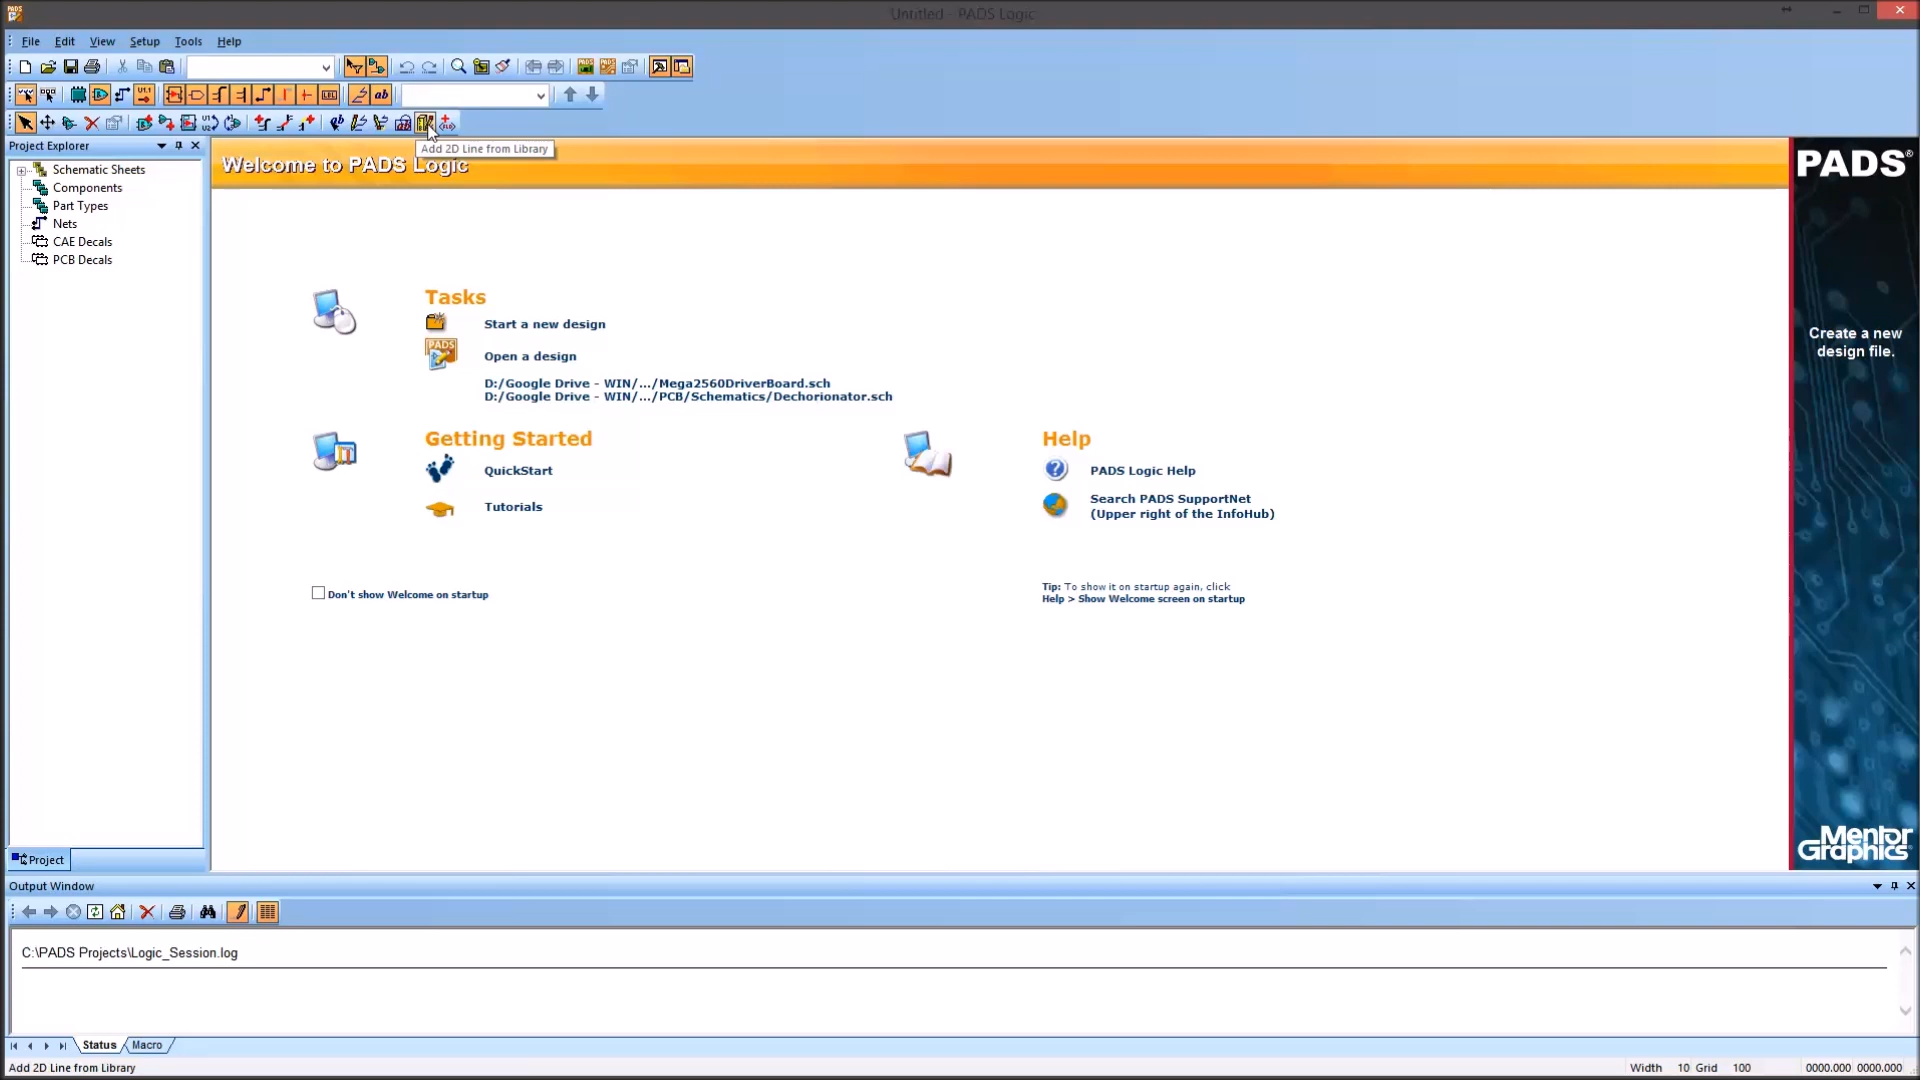 Untitled - PADS Logic
File Edit View Setup Tools Help
Project Explorer
Add 2D Line from Library
Welcome to PADS Logic
PADS
Schematic Sheets
Components
Part Types
Nets
CAE Decals
PCB Decals
Tasks
Start a new design
Open a design
D:/Google Drive - WIN/.../Mega2560DriverBoard.sch
D:/Google Drive - WIN/.../PCB/Schematics/Dechorionator.sch
Create a new
design file.
Getting Started
QuickStart
Tutorials
Help
PADS Logic Help
Search PADS SupportNet
(Upper right of the InfoHub)
Don't show Welcome on startup
Tip: To show it on startup again, click
Help > Show Welcome screen on startup
Mentor
Graphics
Project
Output Window
C:\PADS Projects\Logic_Session.log
Status Macro
Add 2D Line from Library
Width 10 Grid 100 0000.000 0000.000